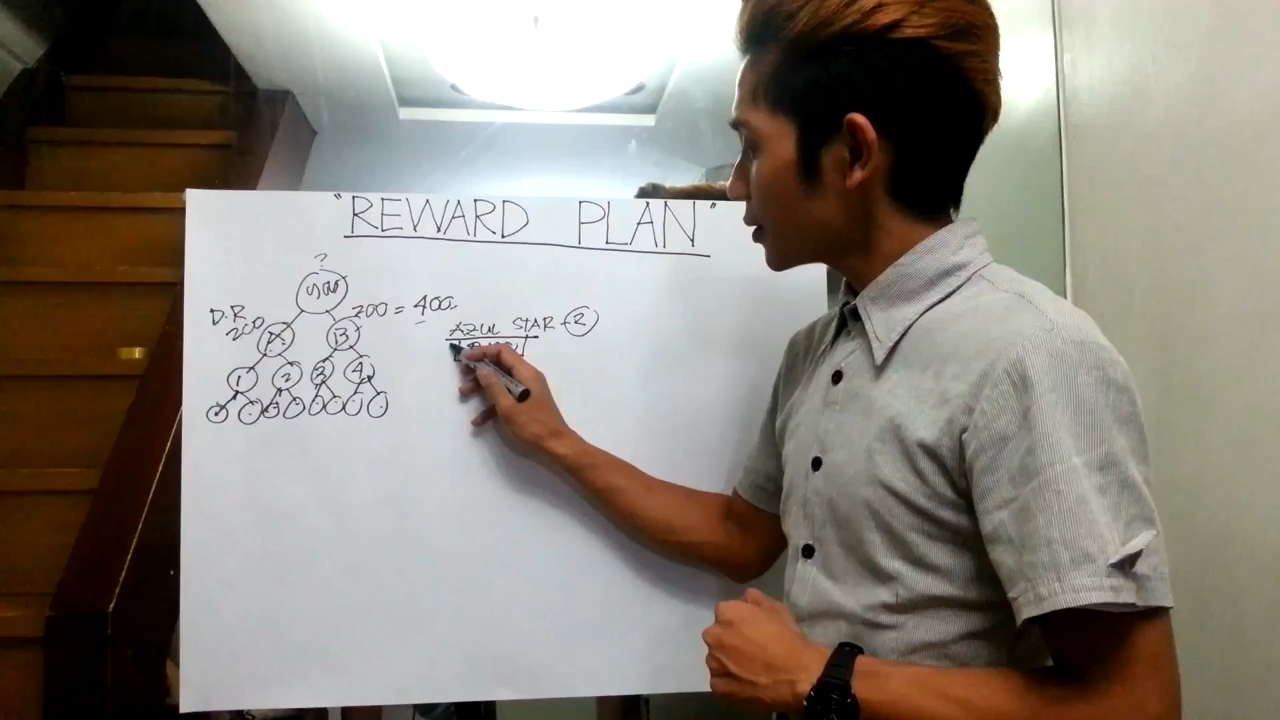 "REWARD PLAN"
?
YOU
D.R
200
200 = 400
A
B
AZUL STAR - 2
1 2 3 4